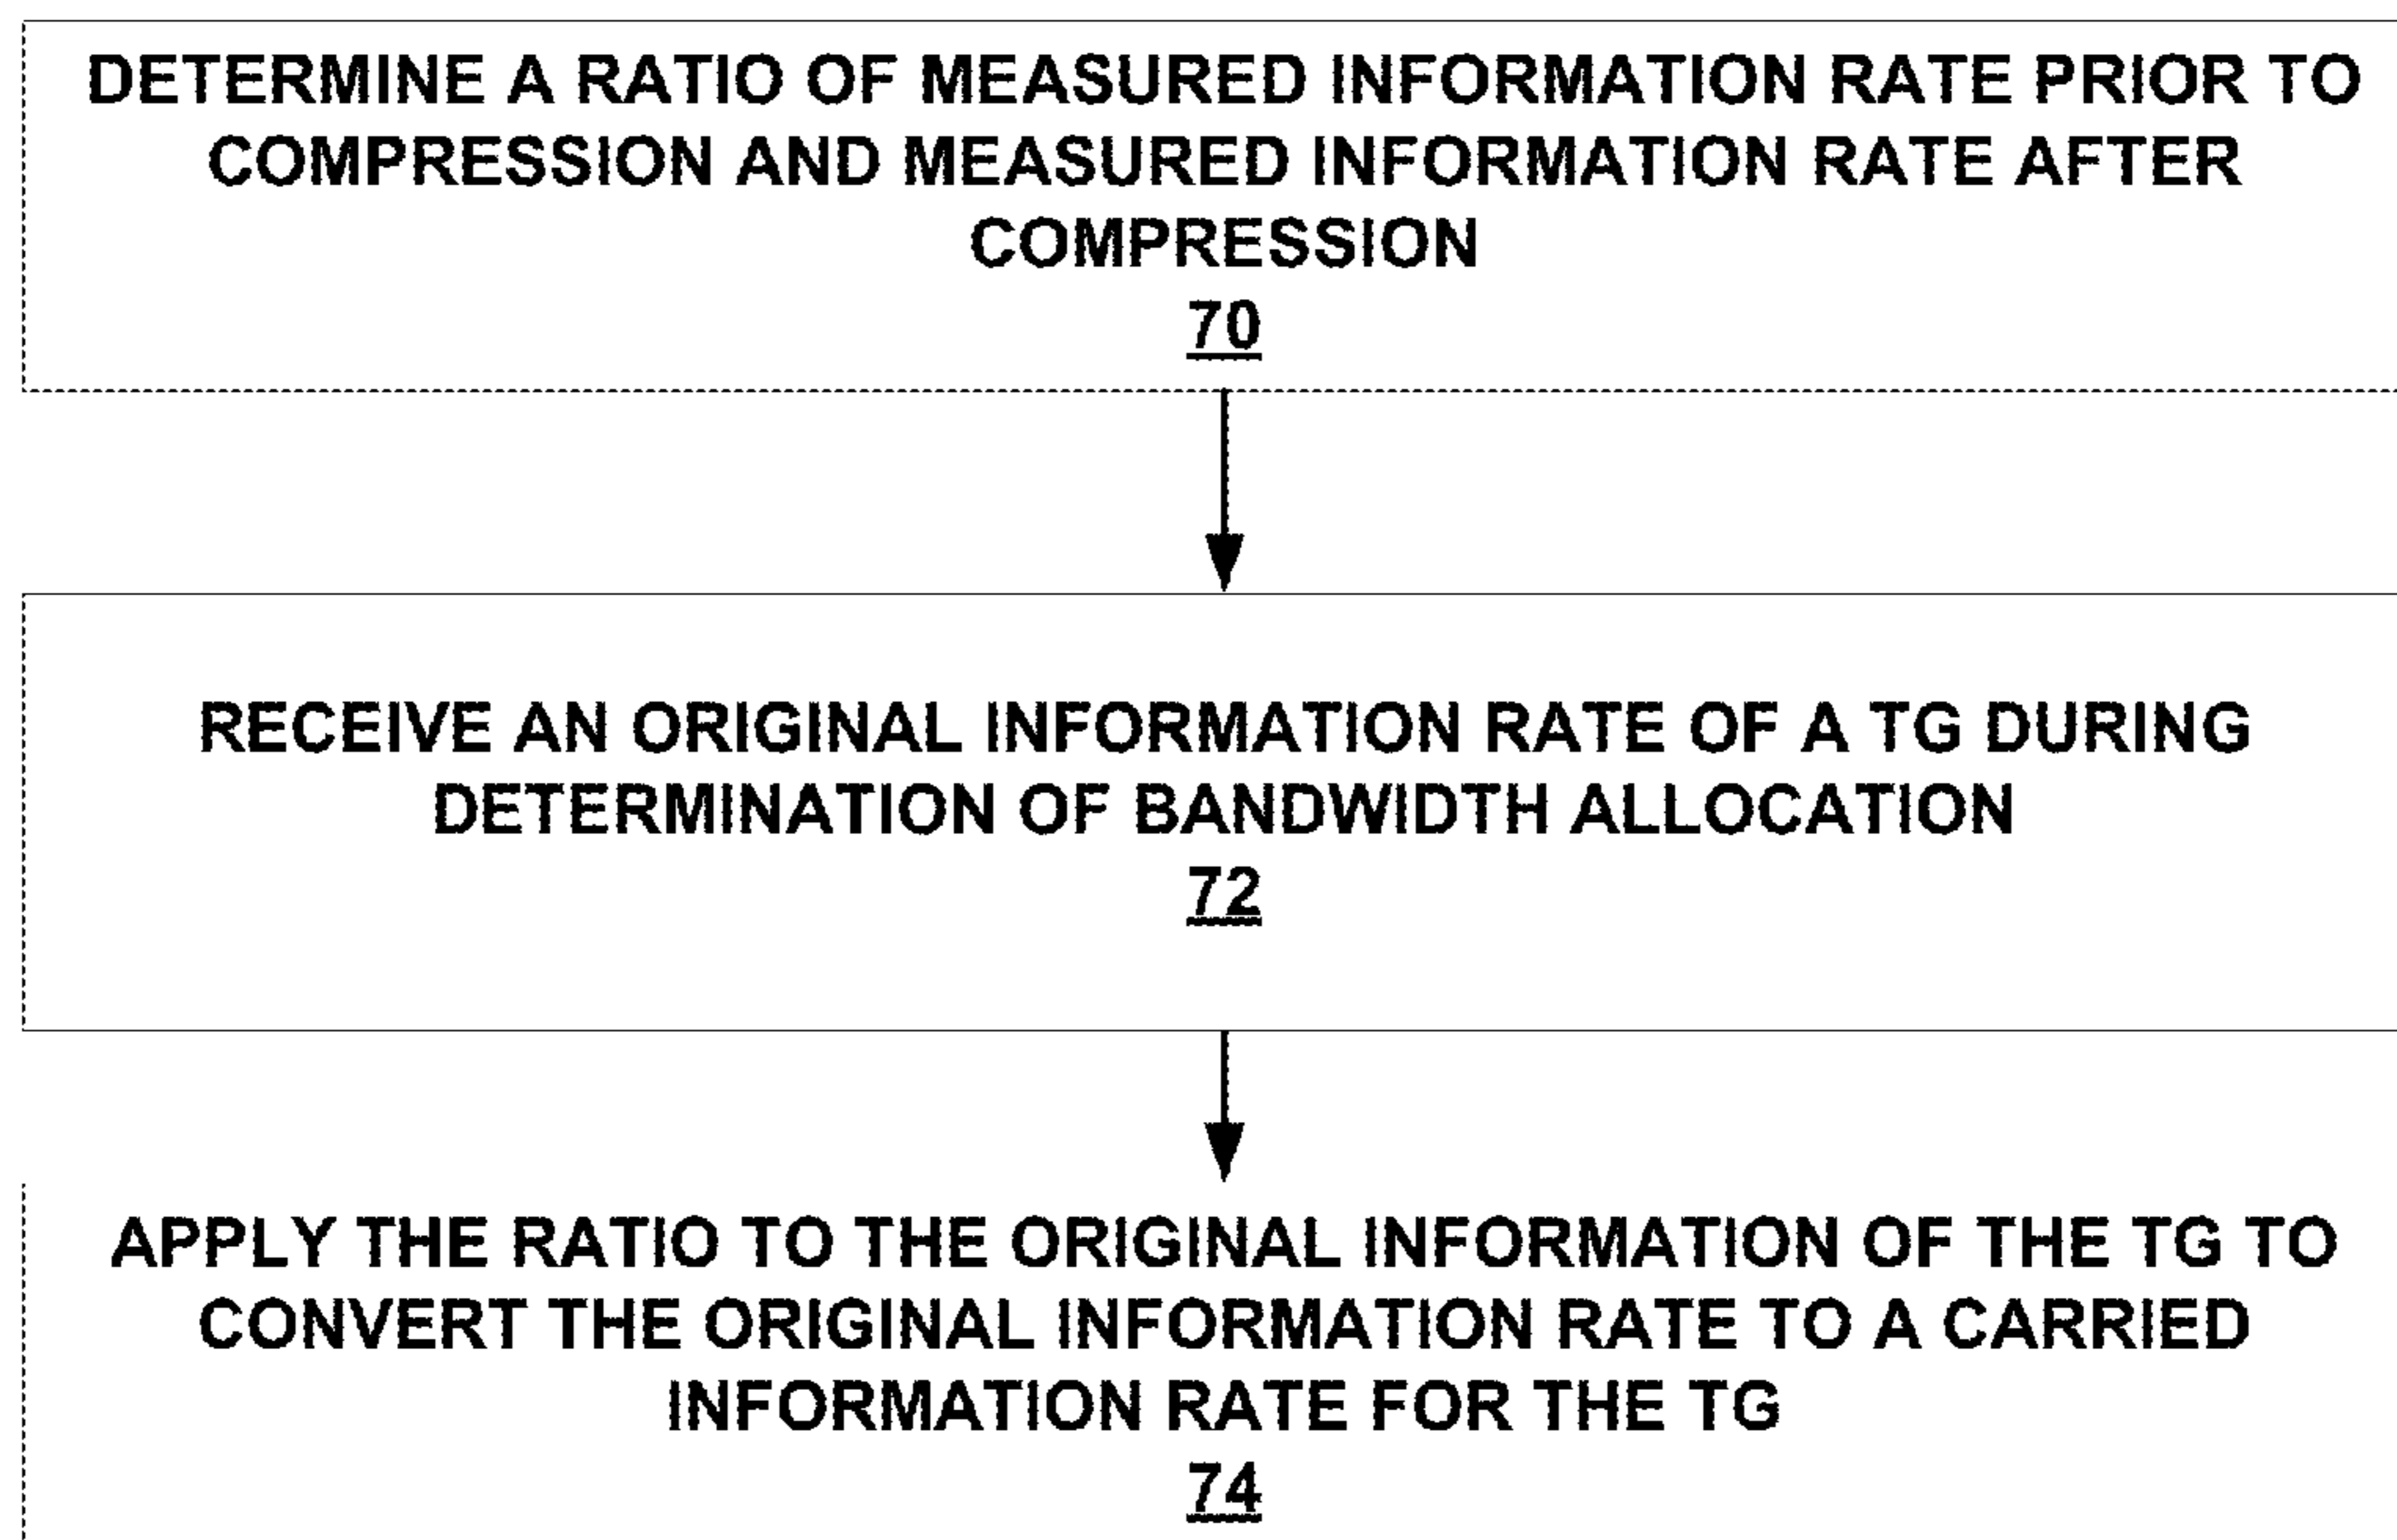 DETERMINE A RATIO OF MEASURED INFORMATION RATE PRIOR TO
COMPRESSION AND MEASURED INFORMATION RATE AFTER
COMPRESSION
70
RECEIVE AN ORIGINAL INFORMATION RATE OF A TG DURING
DETERMINATION OF BANDWIDTH ALLOCATION
72
APPLY THE RATIO TO THE ORIGINAL INFORMATION OF THE TG TO
CONVERT THE ORIGINAL INFORMATION RATE TO A CARRIED
INFORMATION RATE FOR THE TG
74